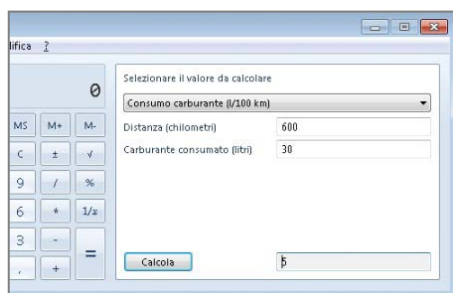 lifica ?
0
MS M+ M-
C ± √
9 / %
6 * 1/x
3 - =
, +
Selezionare il valore da calcolare
Consumo carburante (l/100 km)
Distanza (chilometri) 600
Carburante consumato (litri) 30
Calcola 5